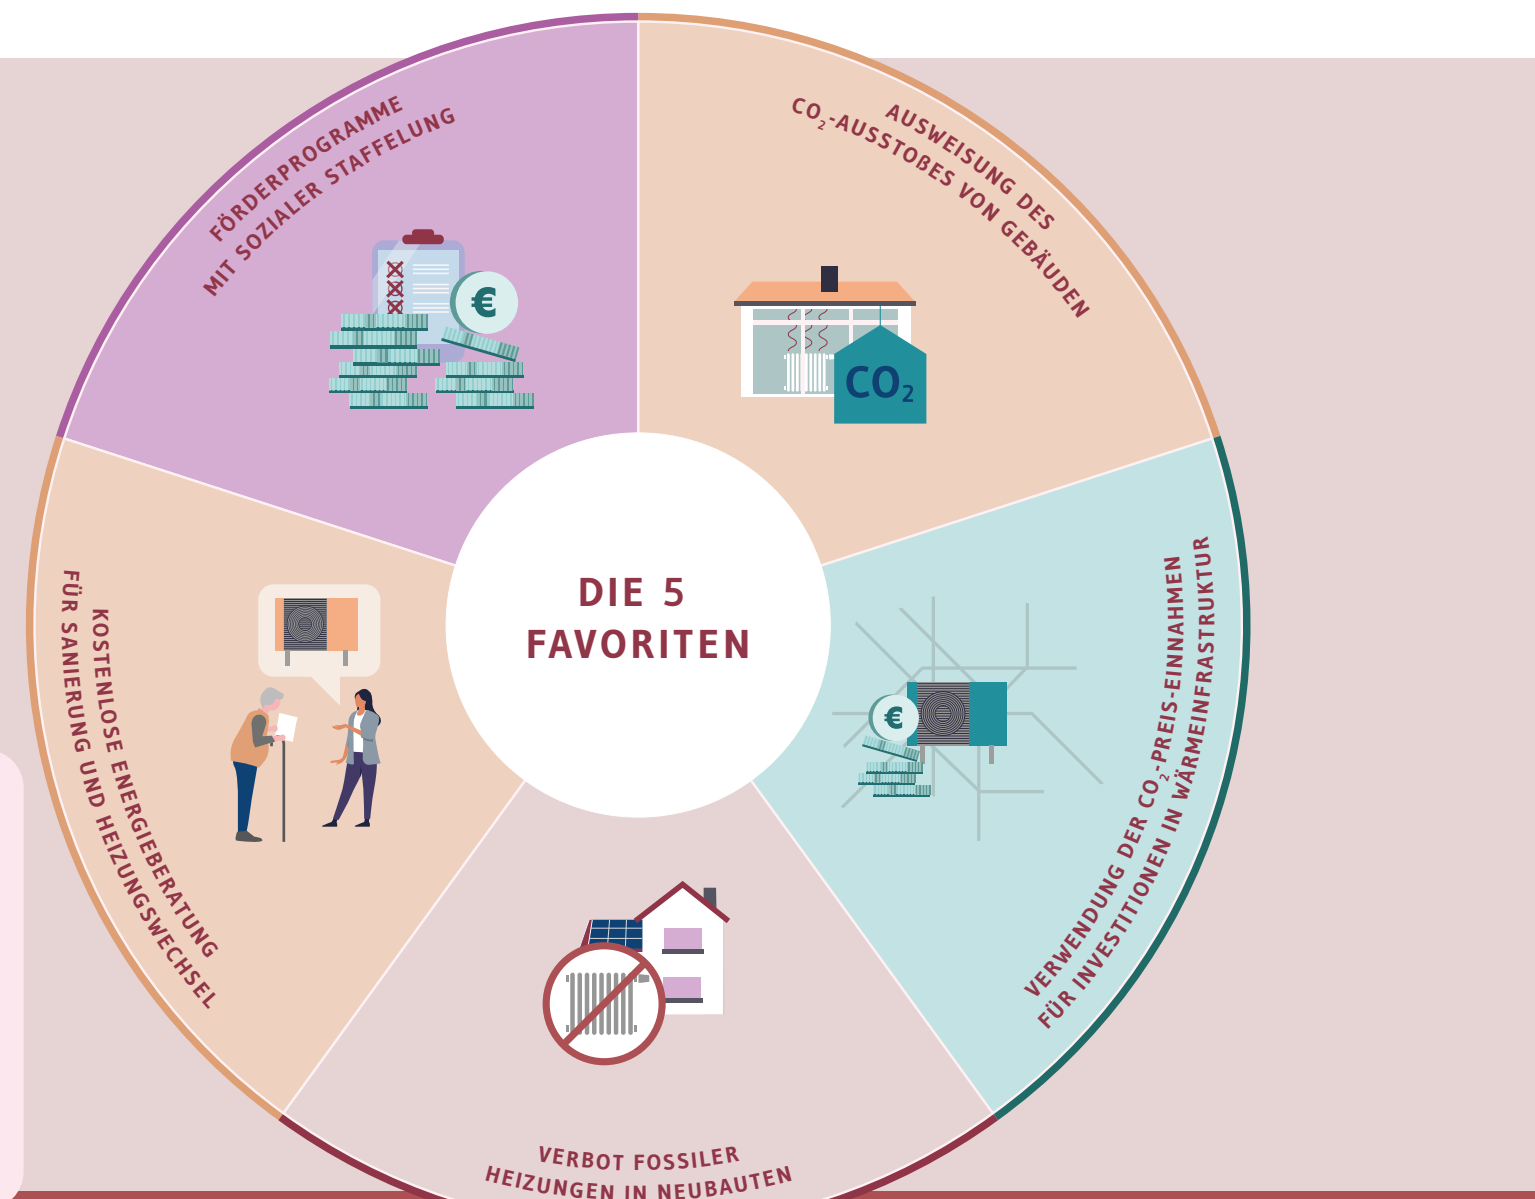 FÖRDERPROGRAMME
MIT SOZIALER STAFFELUNG
€
AUSWEISUNG DES
CO₂-AUSSTOẞES VON GEBÄUDEN
CO₂
DIE 5
FAVORITEN
KOSTENLOSE ENERGIEBERATUNG
FÜR SANIERUNG UND HEIZUNGSWECHSEL
€
VERWENDUNG DER CO₂-PREIS-EINNAHMEN
FÜR INVESTITIONEN IN WÄRMEINFRASTRUKTUR
VERBOT FOSSILER
HEIZUNGEN IN NEUBAUTEN